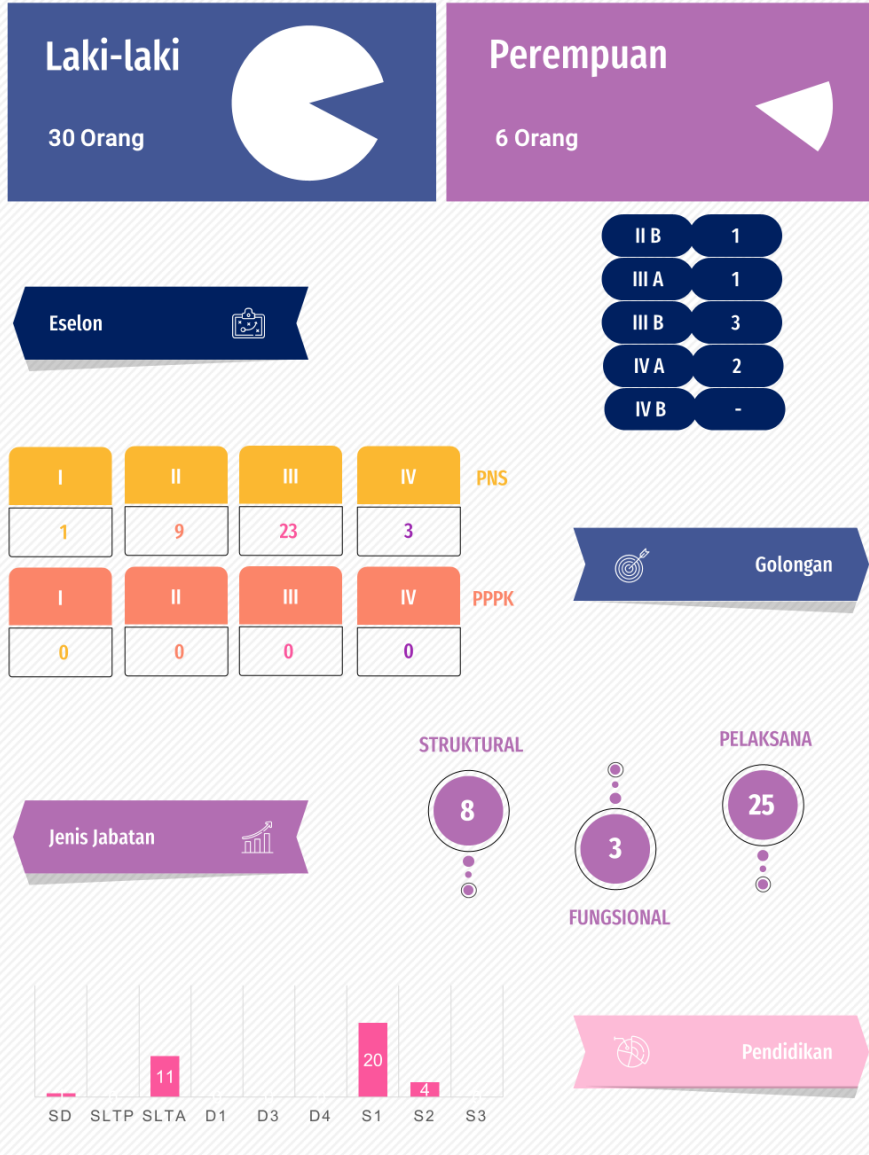 Laki-laki
30 Orang
Perempuan
6 Orang
Eselon
II B 1
III A 1
III B 3
IV A 2
IV B -
I II III IV PNS
1 9 23 3
I II III IV PPPK
0 0 0 0
Golongan
Jenis Jabatan
STRUKTURAL
8
3
FUNGSIONAL
PELAKSANA
25
11 20 4
SD SLTP SLTA D1 D3 D4 S1 S2 S3
Pendidikan